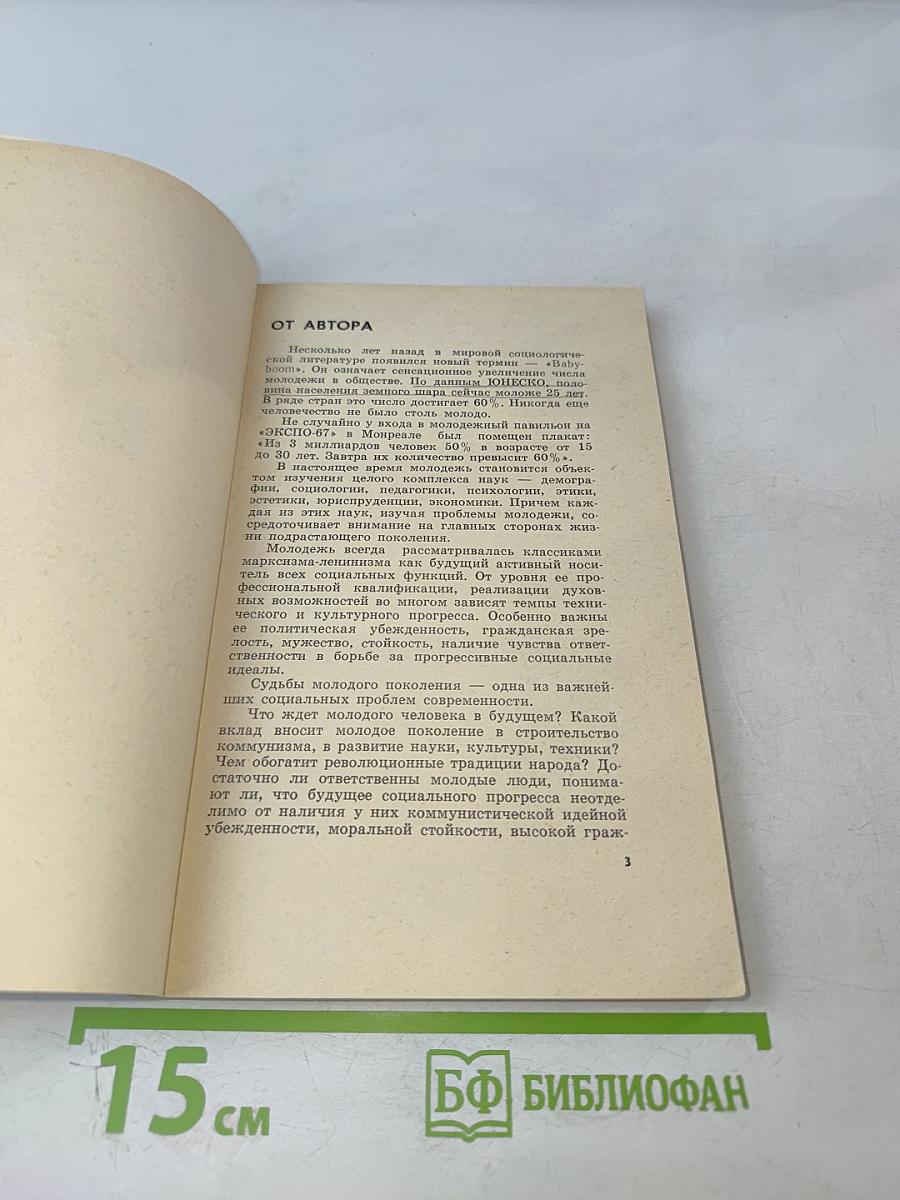 ОТ АВТОРА
Несколько лет назад в мировой социологиче-
ской литературе появился новый термин — «Baby-
boom». Он означает сенсационное увеличение числа
молодежи в обществе. По данным ЮНЕСКО, поло-
вина населения земного шара сейчас моложе 25 лет.
В ряде стран это число достигает 60%. Никогда еще
человечество не было столь молодо.
Не случайно у входа в молодежный павильон на
«ЭКСПО-67» в Монреале был помещен плакат:
«Из 3 миллиардов человек 50% в возрасте от 15
до 30 лет. Завтра их количество превысит 60%».
В настоящее время молодежь становится объек-
том изучения целого комплекса наук — демогра-
фии, социологии, педагогики, психологии, этики,
эстетики, юриспруденции, экономики. Причем каж-
дая из этих наук, изучая проблемы молодежи, со-
средоточивает внимание на главных сторонах жиз-
ни подрастающего поколения.
Молодежь всегда рассматривалась классиками
марксизма-ленинизма как будущий активный носи-
тель всех социальных функций. От уровня ее про-
фессиональной квалификации, реализации духов-
ных возможностей во многом зависят темпы техни-
ческого и культурного прогресса. Особенно важны
ее политическая убежденность, гражданская зре-
лость, мужество, стойкость, наличие чувства ответ-
ственности в борьбе за прогрессивные социальные
идеалы.
Судьбы молодого поколения — одна из важней-
ших социальных проблем современности.
Что ждет молодого человека в будущем? Какой
вклад вносит молодое поколение в строительство
коммунизма, в развитие науки, культуры, техники?
Чем обогатит революционные традиции народа? До-
статочно ли ответственны молодые люди, понима-
ют ли, что будущее социального прогресса неотде-
лимо от наличия у них коммунистической идейной
убежденности, моральной стойкости, высокой граж-
3
15 см
БФ БИБЛИОФАН